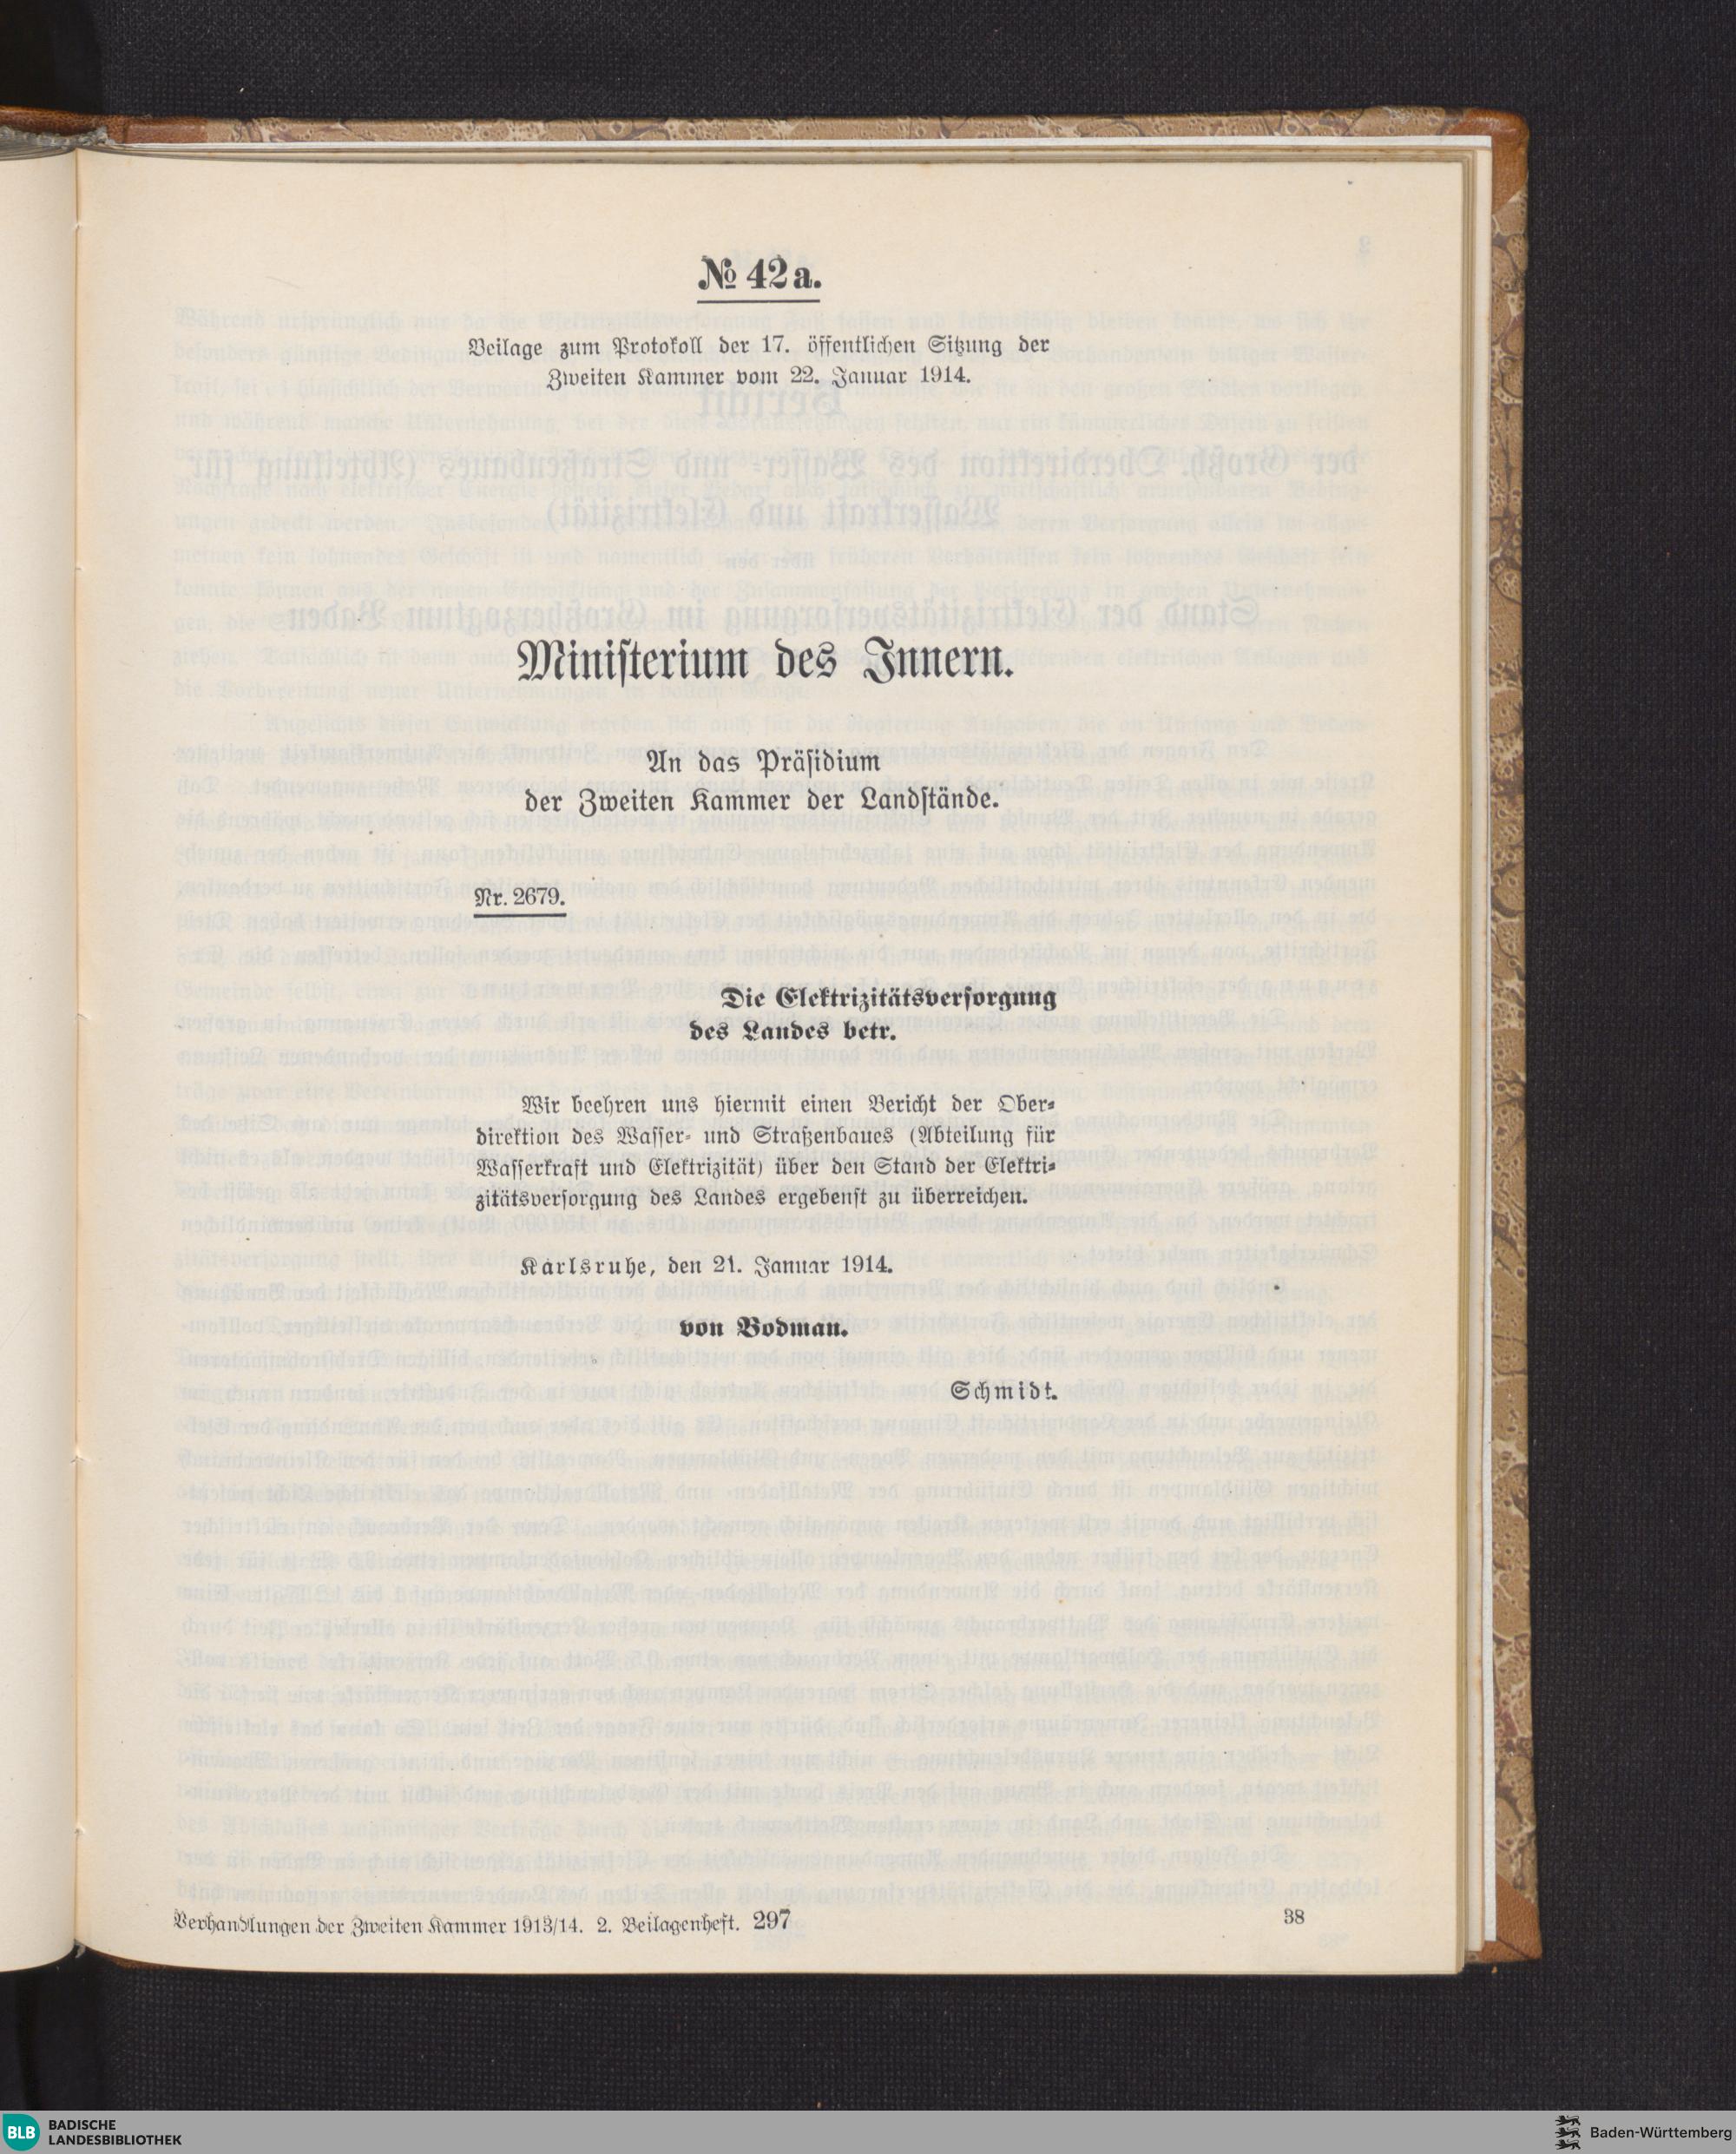 № 42 a.
Beilage zum Protokoll der 17. öffentlichen Sitzung der
Zweiten Kammer vom 22. Januar 1914.
Ministerium des Innern.
An das Präsidium
der Zweiten Kammer der Landstände.
Nr. 2679.
Die Elektrizitätsversorgung
des Landes betr.
Wir beehren uns hiermit einen Bericht der Ober-
direktion des Wasser- und Straßenbaues (Abteilung für
Wasserkraft und Elektrizität) über den Stand der Elektri-
zitätsversorgung des Landes ergebenst zu überreichen.
Karlsruhe, den 21. Januar 1914.
von Bodman.
Schmidt.
Verhandlungen der Zweiten Kammer 1913/14. 2. Beilagenheft. 297 38
BLB BADISCHE
LANDESBIBLIOTHEK
Baden-Württemberg